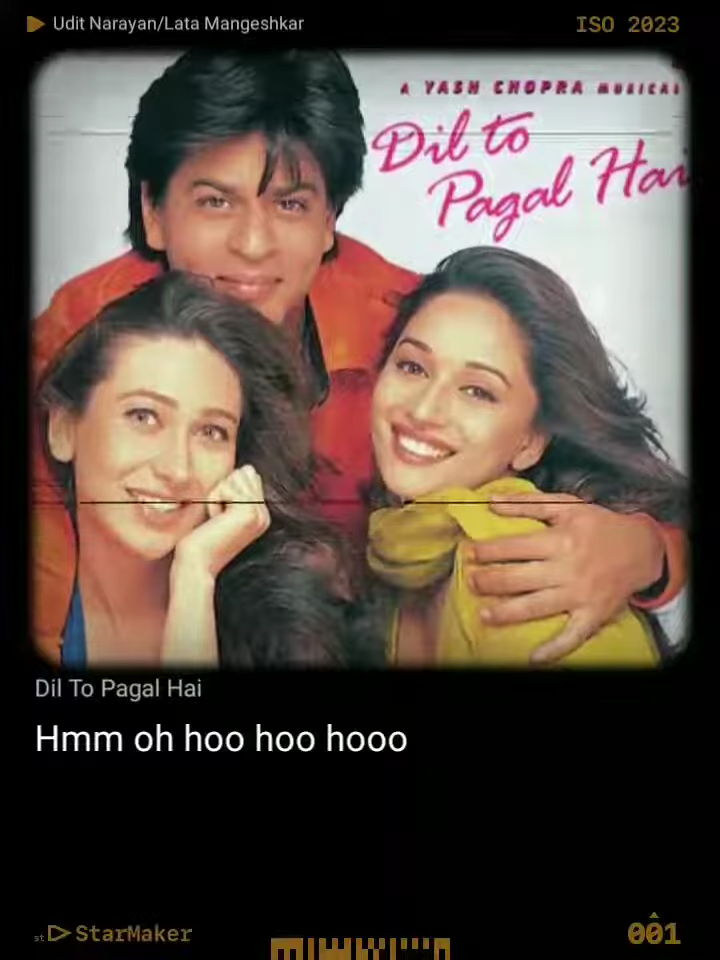 Udit Narayan/Lata Mangeshkar
ISO 2023
A YASH CHOPRA MUSICAL
Dil to
Pagal Hai
Dil To Pagal Hai
Hmm oh hoo hoo hooo
st StarMaker
001